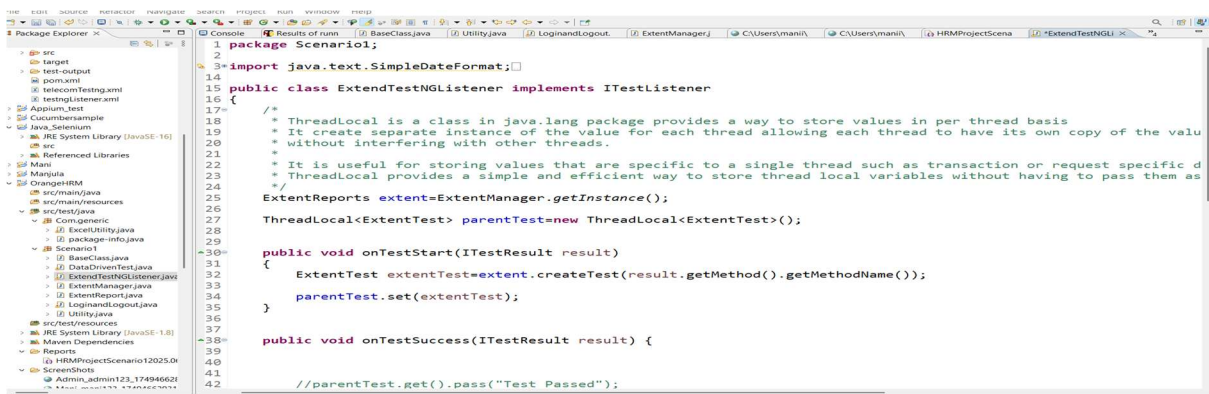 File Edit Source Refactor Navigate Search Project Run Window Help
Package Explorer ×
Console Results of runn BaseClass.java Utility.java LoginandLogout. ExtentManager.j C:\Users\manii\ C:\Users\manii\ HRMProjectScena *ExtendTestNGLi × "4
src
target
test-output
pom.xml
telecomTestng.xml
testngListener.xml
Appium_test
Cucumbersample
Java_Selenium
JRE System Library [JavaSE-16]
src
Referenced Libraries
Mani
Manjula
OrangeHRM
src/main/java
src/main/resources
src/test/java
Com.generic
ExcelUtility.java
package-info.java
Scenario1
BaseClass.java
DataDrivenTest.java
ExtendTestNGListener.java
ExtentManager.java
ExtentReport.java
LoginandLogout.java
Utility.java
src/test/resources
JRE System Library [JavaSE-1.8]
Maven Dependencies
Reports
HRMProjectScenario12025.0
ScreenShots
Admin_admin123_174946628
1 package Scenario1;
2
3 import java.text.SimpleDateFormat;
15 public class ExtendTestNGListener implements ITestListener
16 {
17 /*
18 * ThreadLocal is a class in java.lang package provides a way to store values in per thread basis
19 * It create separate instance of the value for each thread allowing each thread to have its own copy of the valu
20 * without interfering with other threads.
21 *
22 * It is useful for storing values that are specific to a single thread such as transaction or request specific d
23 * ThreadLocal provides a simple and efficient way to store thread local variables without having to pass them as
24 */
25 ExtentReports extent=ExtentManager.getInstance();
26
27 ThreadLocal<ExtentTest> parentTest=new ThreadLocal<ExtentTest>();
28
29
30 public void onTestStart(ITestResult result)
31 {
32 ExtentTest extentTest=extent.createTest(result.getMethod().getMethodName());
33
34 parentTest.set(extentTest);
35 }
36
37
38 public void onTestSuccess(ITestResult result) {
39
40
41
42 //parentTest.get().pass("Test Passed");